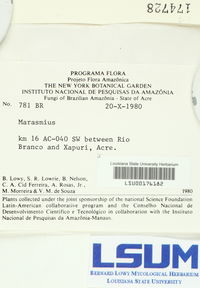 174728
PROGRAMA FLORA
Projeto Flora Amazônica
THE NEW YORK BOTANICAL GARDEN
INSTITUTO NACIONAL DE PESQUISAS DA AMAZÔNIA
Fungi of Brazilian Amazônia - State of Acre
No. 781 BR 20-X-1980
Marasmius
km 16 AC-040 SW between Rio
Branco and Xapuri, Acre.
Louisiana State University Herbarium
LSU00174182
B. Lowy, S. R. Lowrie, B. Nelson,
C. A. Cid Ferreira, A. Rosas, Jr.,
M. Morreira & V. M. de Souza 1980
Plants collected under the joint sponsorship of the national Science Foundation
Latin-American collaborative program and the Conselho Nacional de
Desenvolvimento Científico e Tecnológico in collaboration with the Instituto
Nacional de Pesquisas da Amazônia-Manaus.
LSUM
BERNARD LOWY MYCOLOGICAL HERBARIUM
LOUISIANA STATE UNIVERSITY